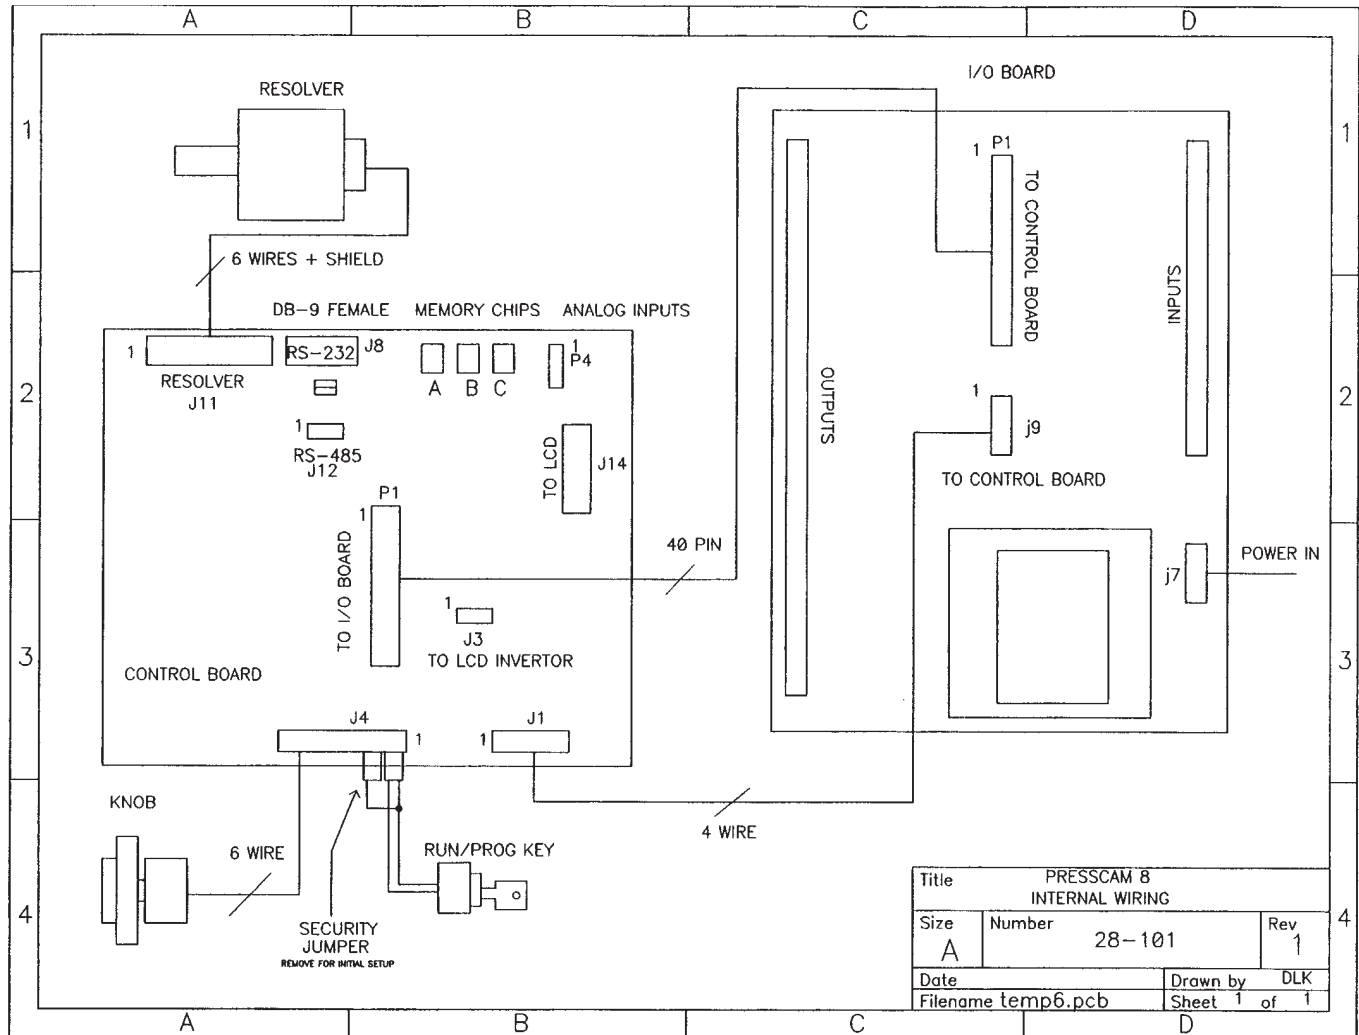 A B C D
I/O BOARD
RESOLVER
1 1
1 P1
TO CONTROL BOARD
6 WIRES + SHIELD
INPUTS
DB-9 FEMALE MEMORY CHIPS ANALOG INPUTS
1 RS-232 J8 1 P4
RESOLVER
J11
A B C
2 2
OUTPUTS
1 j9
1
RS-485
J12
TO LCD J14
TO CONTROL BOARD
P1
1
TO I/O BOARD
40 PIN
POWER IN
j7
1
J3
TO LCD INVERTOR
3 3
CONTROL BOARD
J4 J1
1 1
KNOB
4 WIRE
6 WIRE
RUN/PROG KEY
SECURITY
JUMPER
REMOVE FOR INITIAL SETUP
4 4
Title PRESSCAM 8
INTERNAL WIRING
Size Number Rev
A 28-101 1
Date Drawn by DLK
Filename temp6.pcb Sheet 1 of 1
A B C D